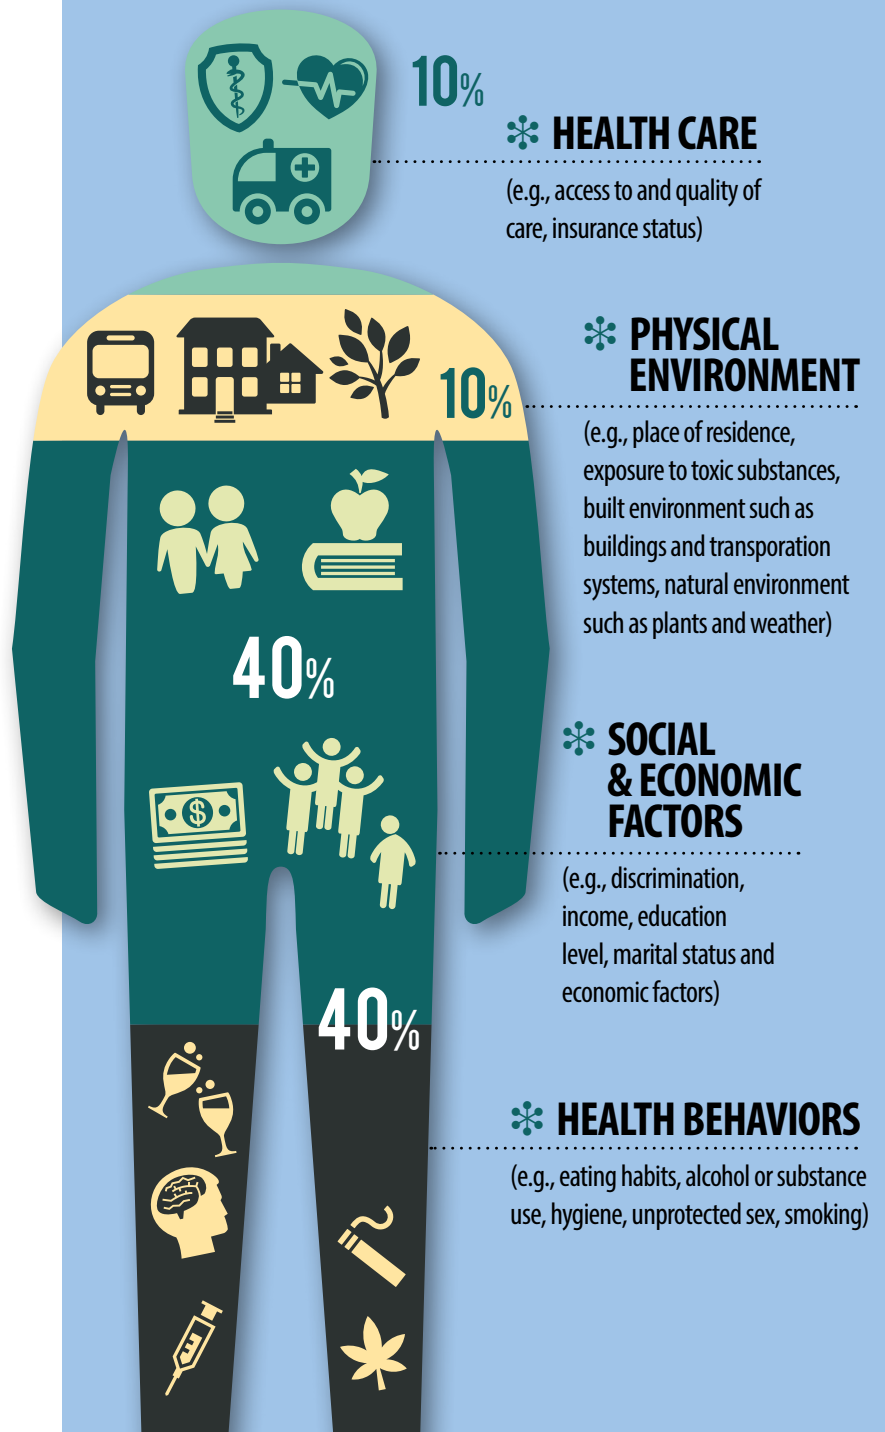 10%
HEALTH CARE
(e.g., access to and quality of
care, insurance status)
PHYSICAL
ENVIRONMENT
10%
(e.g., place of residence,
exposure to toxic substances,
built environment such as
buildings and transporation
systems, natural environment
such as plants and weather)
40%
SOCIAL
& ECONOMIC
FACTORS
$
(e.g., discrimination,
income, education
level, marital status and
economic factors)
40%
HEALTH BEHAVIORS
(e.g., eating habits, alcohol or substance
use, hygiene, unprotected sex, smoking)